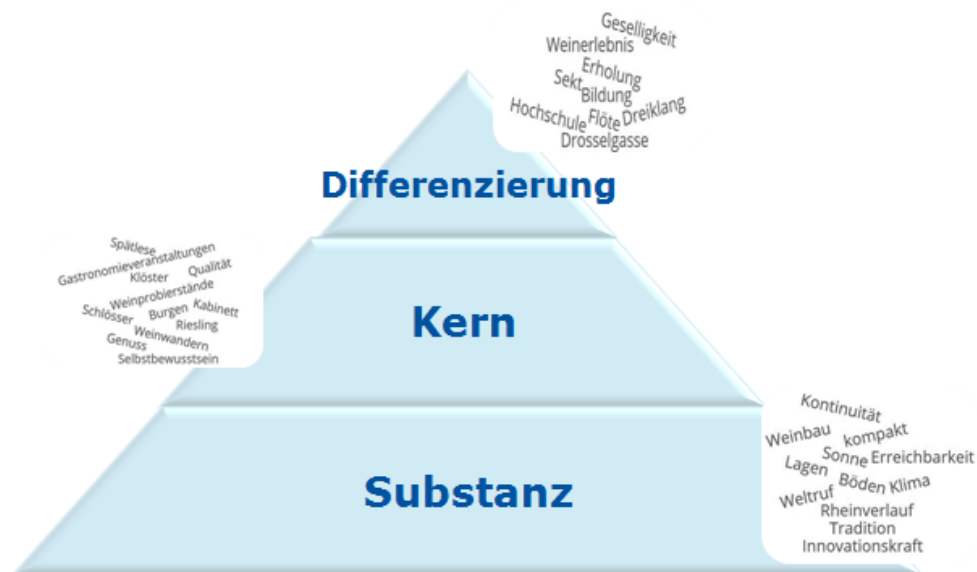 Geselligkeit
Weinerlebnis
Erholung
Sekt
Bildung
Hochschule Flöte Dreiklang
Drosselgasse
Differenzierung
Spätlese
Gastronomieveranstaltungen
Klöster Qualität
Weinprobierstände
Schlösser Burgen Kabinett
Riesling
Weinwandern
Genuss
Selbstbewusstsein
Kern
Kontinuität
Weinbau kompakt
Sonne Erreichbarkeit
Lagen
Böden Klima
Weltruf
Rheinverlauf
Tradition
Innovationskraft
Substanz